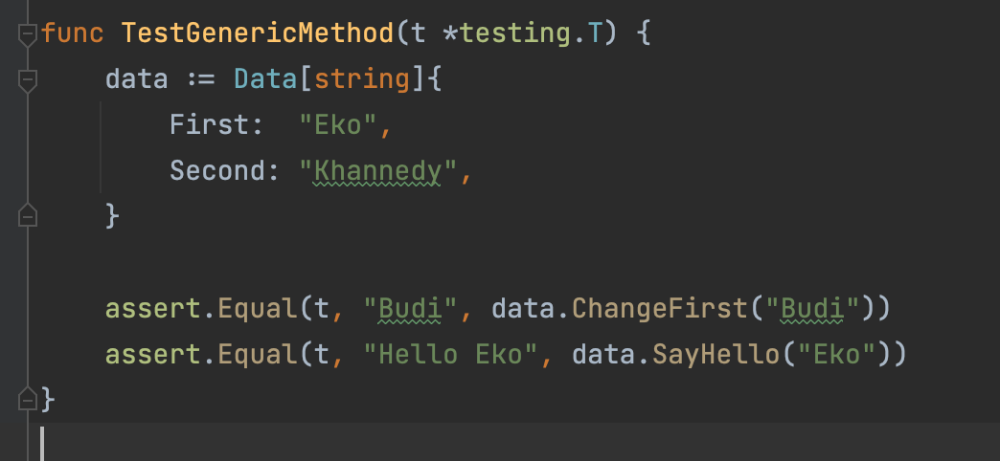 func TestGenericMethod(t *testing.T) {
    data := Data[string]{
        First:  "Eko",
        Second: "Khannedy",
    }

    assert.Equal(t, "Budi", data.ChangeFirst("Budi"))
    assert.Equal(t, "Hello Eko", data.SayHello("Eko"))
}